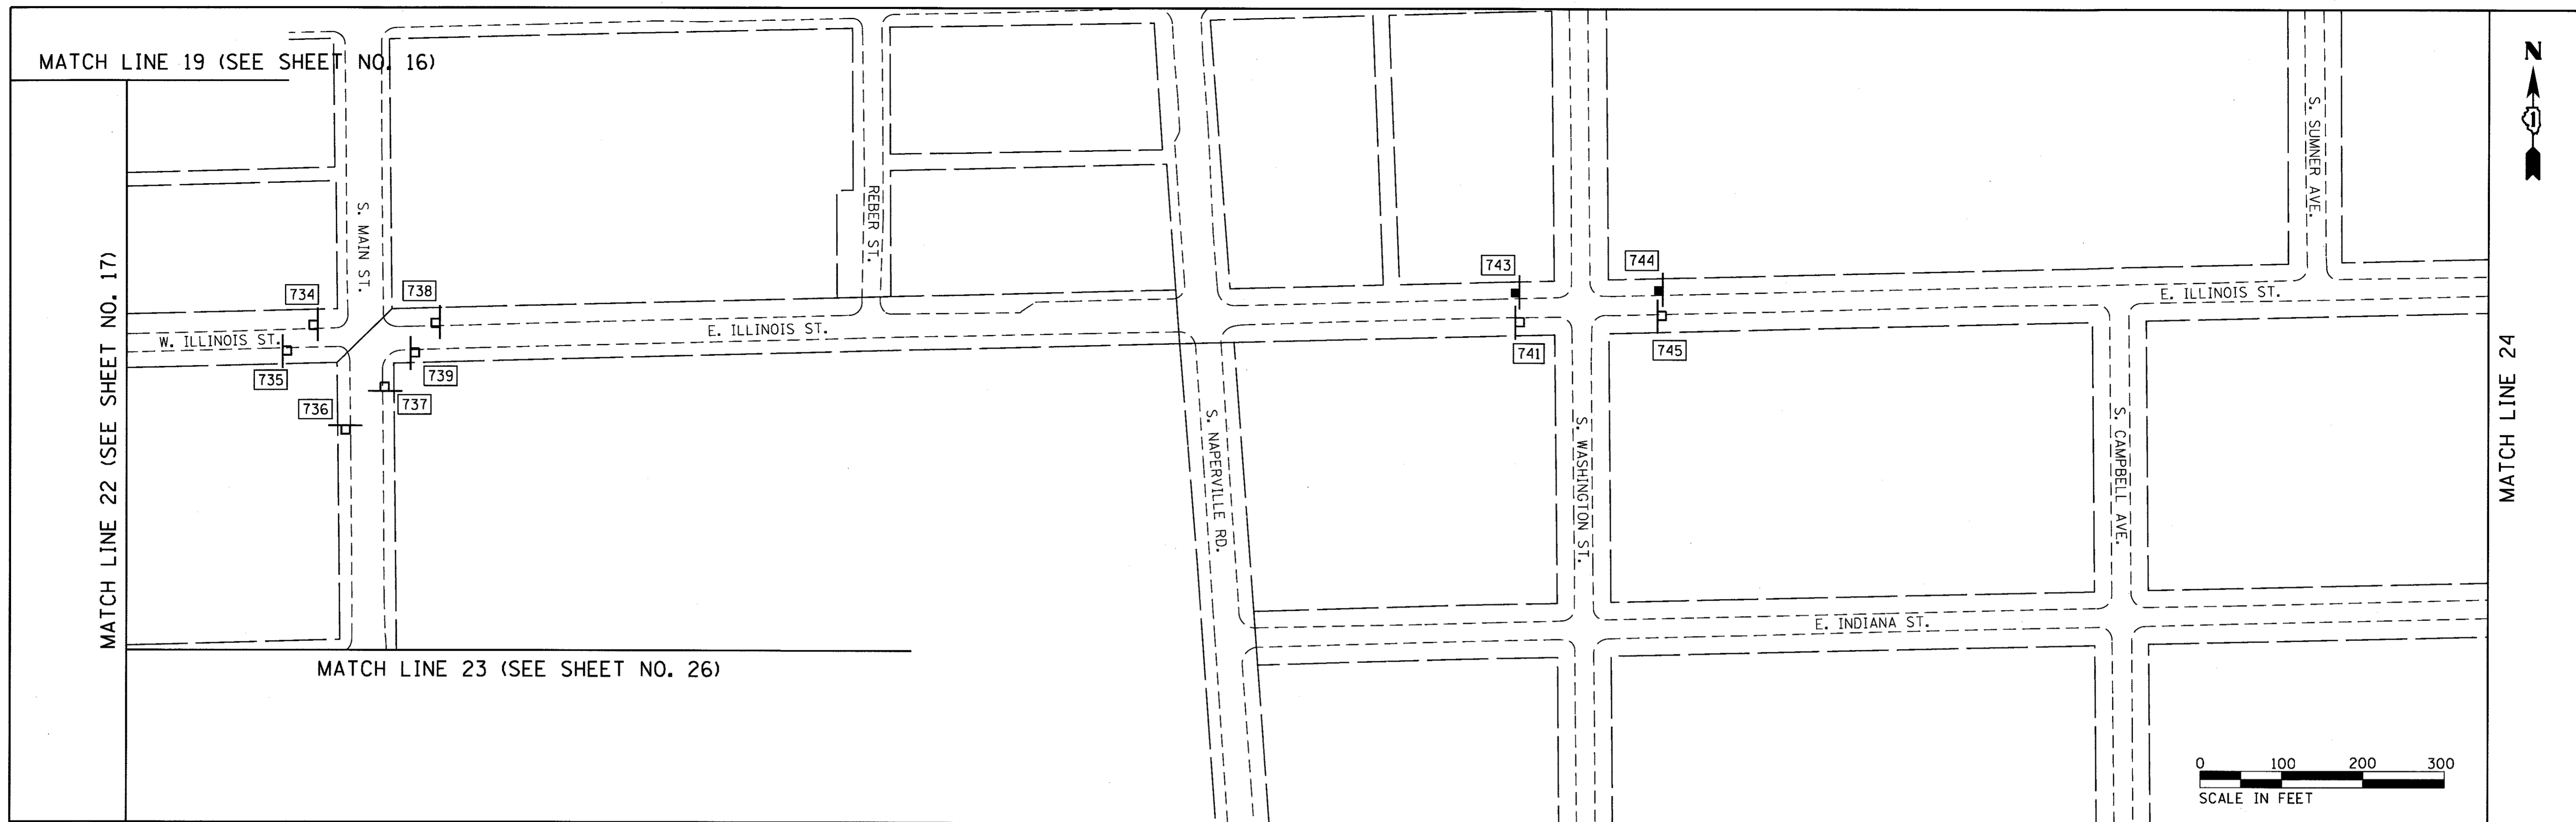 MATCH LINE 19 (SEE SHEET NO. 16)
N
1
S. SUMNER AVE.
REBER ST.
S. MAIN ST.
MATCH LINE 22 (SEE SHEET NO. 17)
743
744
734
738
E. ILLINOIS ST.
E. ILLINOIS ST.
W. ILLINOIS ST.
741
745
735
739
736
737
MATCH LINE 24
S. NAPERVILLE RD.
S. WASHINGTON ST.
S. CAMPBELL AVE.
E. INDIANA ST.
MATCH LINE 23 (SEE SHEET NO. 26)
0 100 200 300
SCALE IN FEET